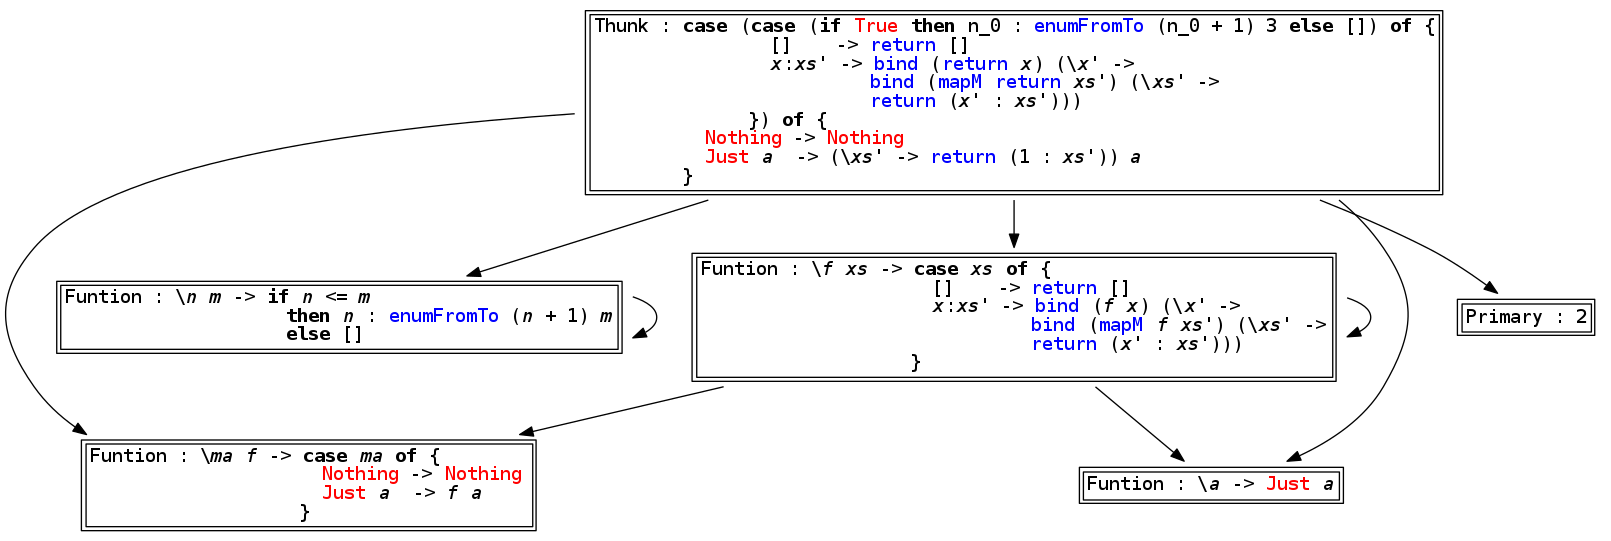 Thunk : case (case (if True then n_0 : enumFromTo (n_0 + 1) 3 else []) of {
[]    -> return []
x:xs' -> bind (return x) (\x' ->
bind (mapM return xs') (\xs' ->
return (x' : xs')))
}) of {
Nothing -> Nothing
Just a  -> (\xs' -> return (1 : xs')) a
}
Funtion : \n m -> if n <= m
then n : enumFromTo (n + 1) m
else []
Funtion : \f xs -> case xs of {
[]    -> return []
x:xs' -> bind (f x) (\x' ->
bind (mapM f xs') (\xs' ->
return (x' : xs')))
}
Primary : 2
Funtion : \ma f -> case ma of {
Nothing -> Nothing
Just a  -> f a
}
Funtion : \a -> Just a